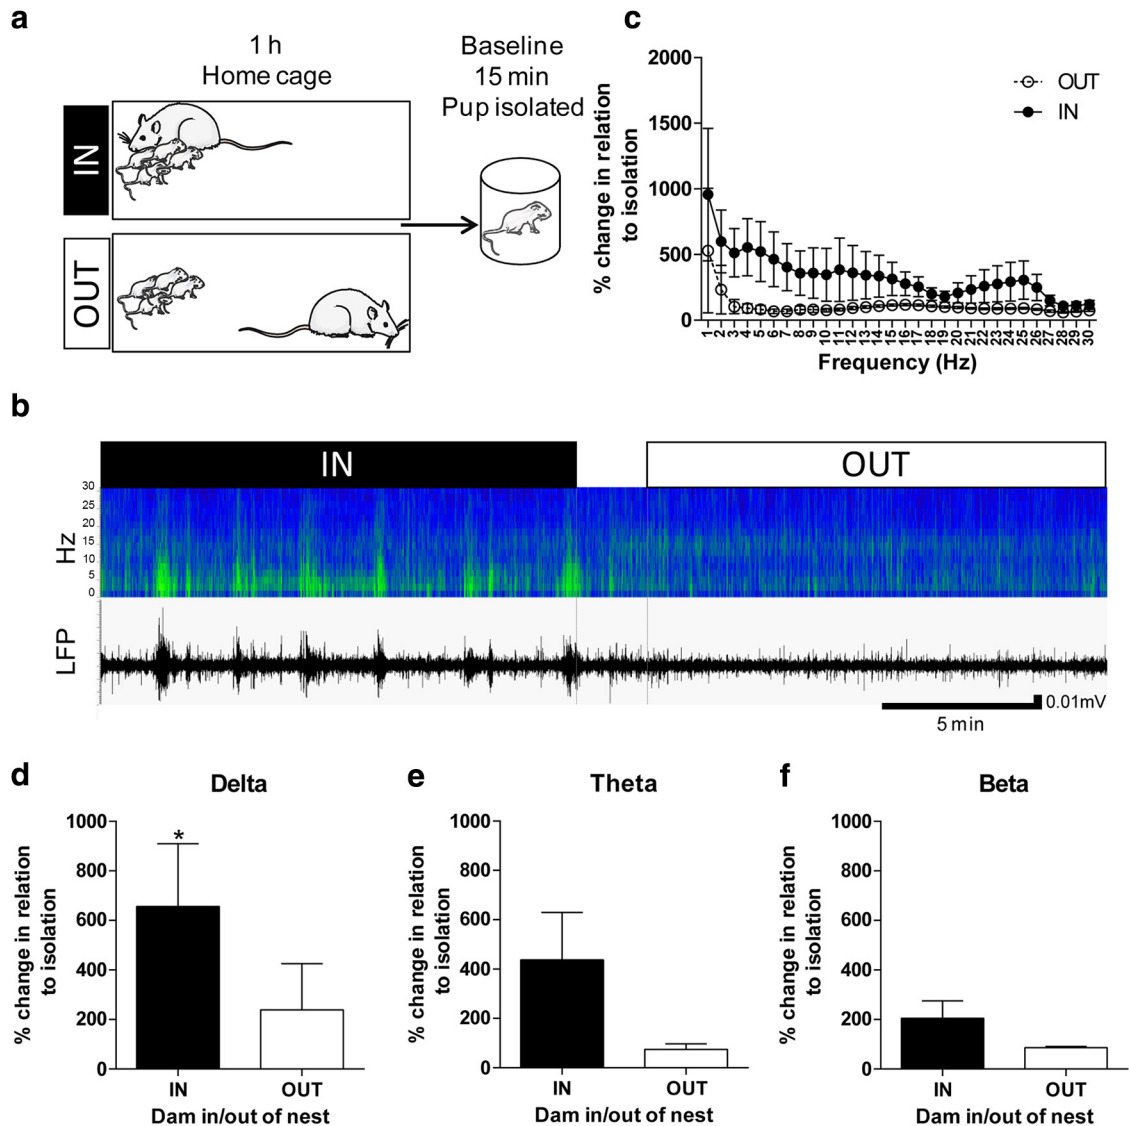 a
1 h
Home cage
Baseline
15 min
Pup isolated
IN
OUT
c
% change in relation
to isolation
2000
1500
1000
500
0
OUT
IN
1 2 3 4 5 6 7 8 9 10 11 12 13 14 15 16 17 18 19 20 21 22 23 24 25 26 27 28 29 30
Frequency (Hz)
b
IN
OUT
Hz
30
25
20
15
10
5
0
LFP
0.01mV
5 min
d
Delta
% change in relation
to isolation
1000
800
600
400
200
0
*
IN OUT
Dam in/out of nest
e
Theta
% change in relation
to isolation
1000
800
600
400
200
0
IN OUT
Dam in/out of nest
f
Beta
% change in relation
to isolation
1000
800
600
400
200
0
IN OUT
Dam in/out of nest